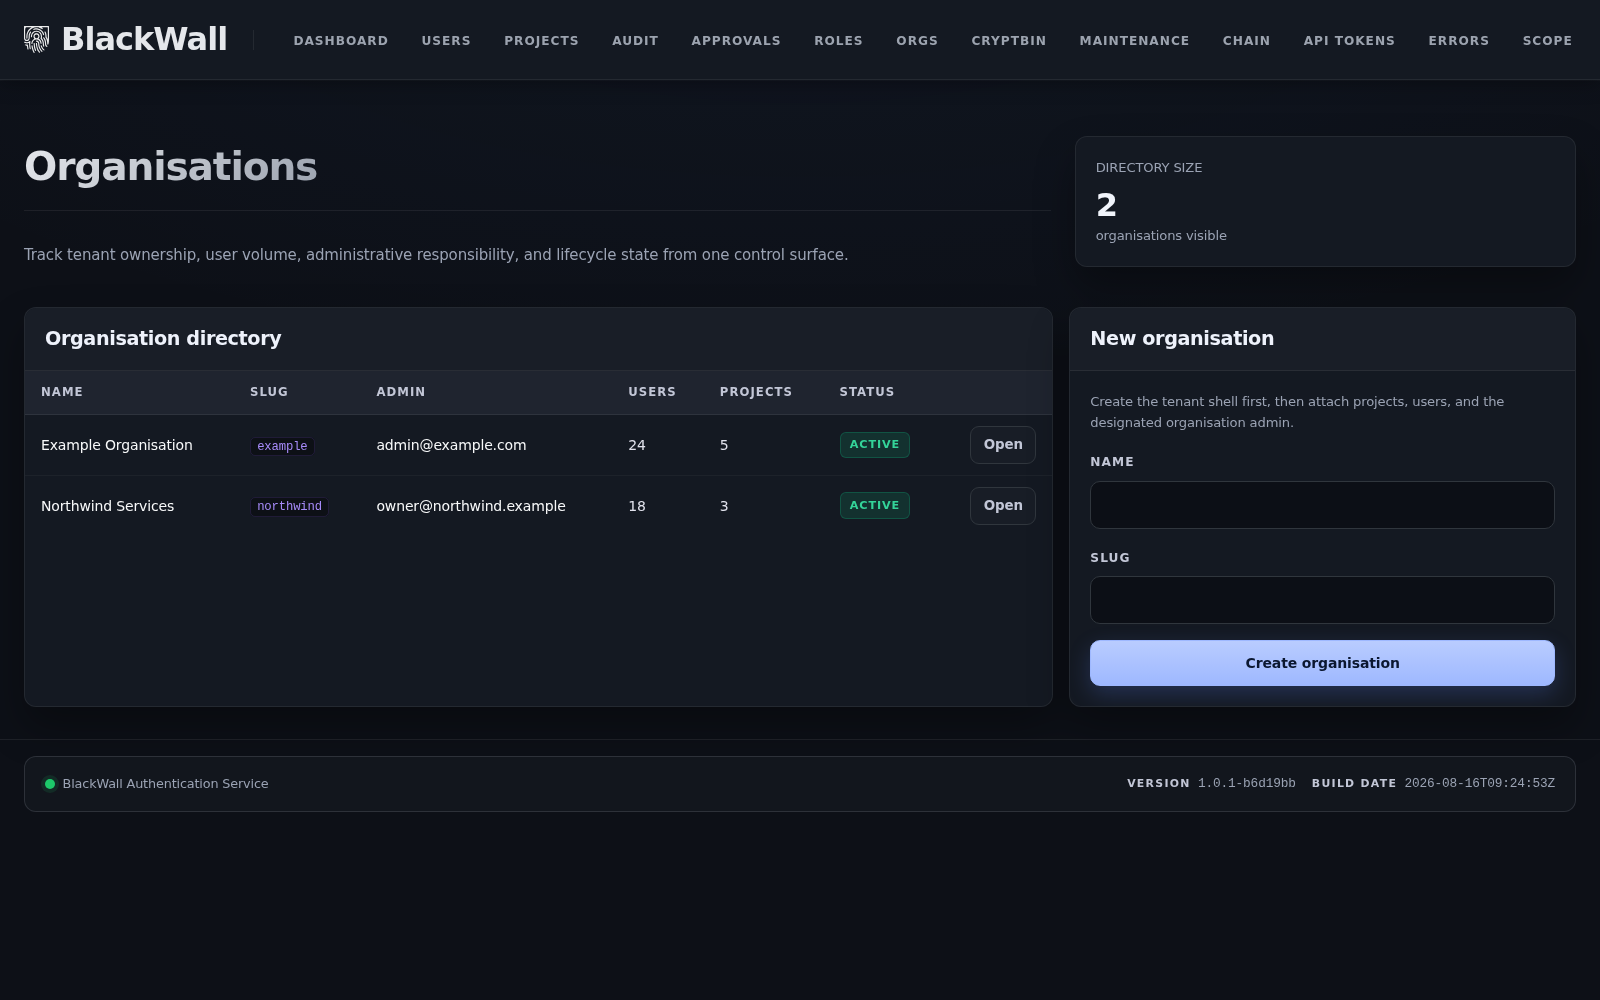 BlackWall
DASHBOARD USERS PROJECTS AUDIT APPROVALS ROLES ORGS CRYPTBIN MAINTENANCE CHAIN API TOKENS ERRORS SCOPE
Organisations
Track tenant ownership, user volume, administrative responsibility, and lifecycle state from one control surface.
DIRECTORY SIZE
2
organisations visible
Organisation directory
NAME SLUG ADMIN USERS PROJECTS STATUS
Example Organisation example admin@example.com 24 5 ACTIVE Open
Northwind Services northwind owner@northwind.example 18 3 ACTIVE Open
New organisation
Create the tenant shell first, then attach projects, users, and the
designated organisation admin.
NAME
SLUG
Create organisation
BlackWall Authentication Service
VERSION 1.0.1-b6d19bb BUILD DATE 2026-08-16T09:24:53Z